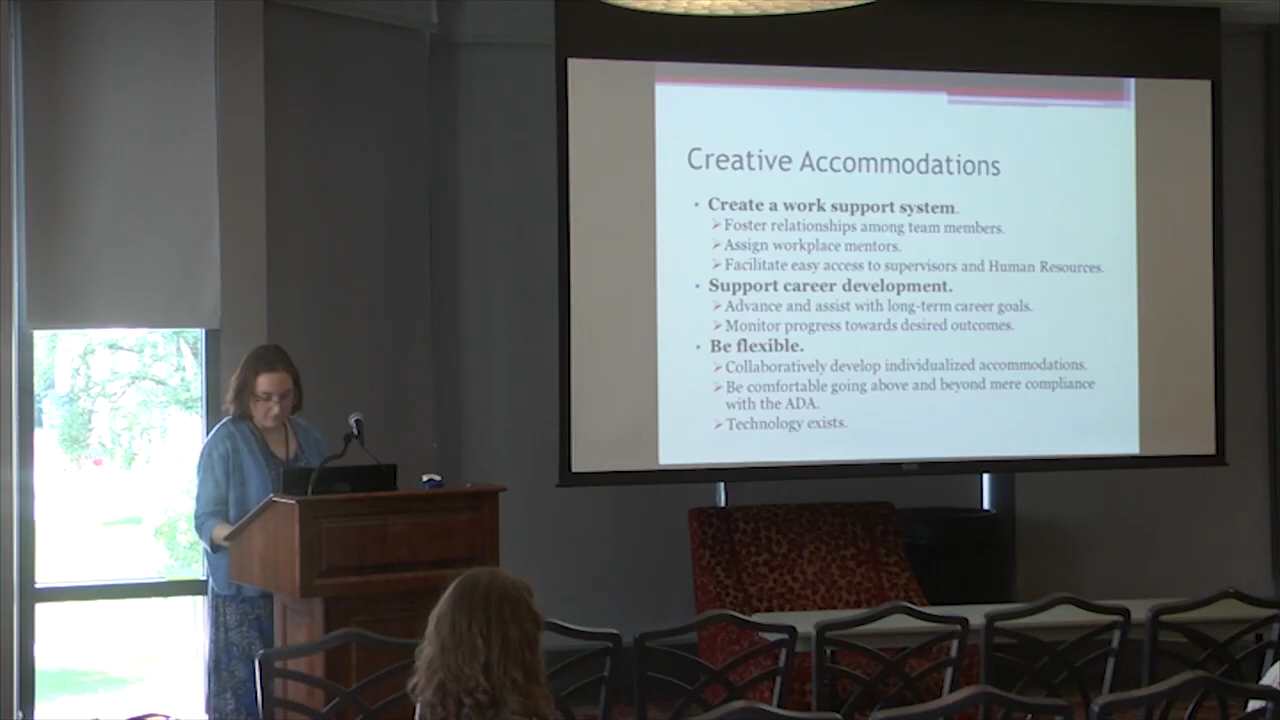 Creative Accommodations
• Create a work support system.
➢Foster relationships among team members.
➢Assign workplace mentors.
➢Facilitate easy access to supervisors and Human Resources.
• Support career development.
➢Advance and assist with long-term career goals.
➢Monitor progress towards desired outcomes.
• Be flexible.
➢Collaboratively develop individualized accommodations.
➢Be comfortable going above and beyond mere compliance
with the ADA.
➢Technology exists.